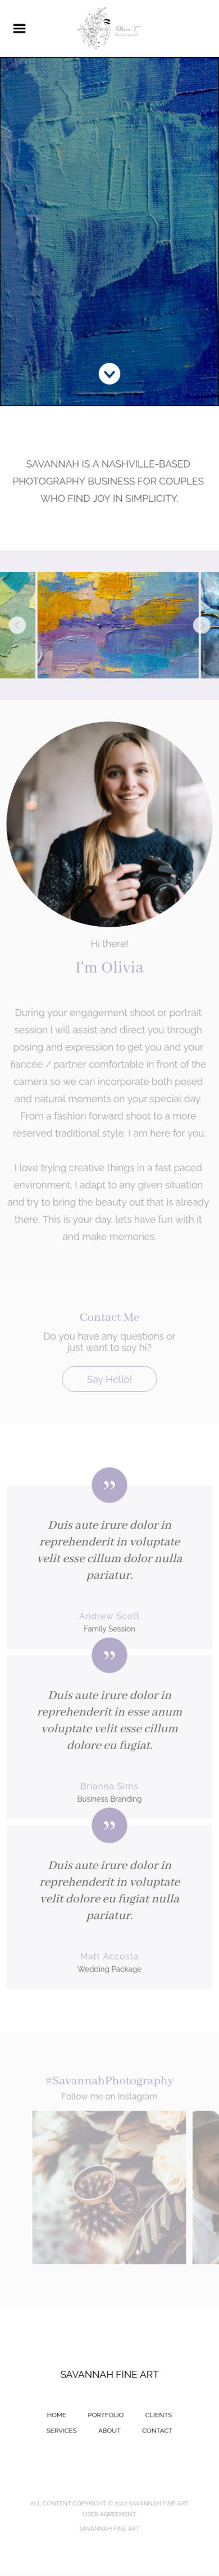 SAVANNAH IS A NASHVILLE-BASED
PHOTOGRAPHY BUSINESS FOR COUPLES
WHO FIND JOY IN SIMPLICITY.
Hi there!
I'm Olivia
During your engagement shoot or portrait
session I will assist and direct you through
posing and expression to get you and your
fiancée / partner comfortable in front of the
camera so we can incorporate both posed
and natural moments on your special day.
From a fashion forward shoot to a more
reserved traditional style, I am here for you.
I love trying creative things in a fast paced
environment. I adapt to any given situation
and try to bring the beauty out that is already
there. This is your day, lets have fun with it
and make memories.
Contact Me
Do you have any questions or
just want to say hi?
Say Hello!
Duis aute irure dolor in
reprehenderit in voluptate
velit esse cillum dolor nulla
pariatur.
Andrew Scott
Family Session
Duis aute irure dolor in
reprehenderit in esse anum
voluptate velit esse cillum
dolore eu fugiat.
Brianna Sims
Business Branding
Duis aute irure dolor in
reprehenderit in voluptate
velit dolore eu fugiat nulla
pariatur.
Matt Accosta
Wedding Package
#SavannahPhotography
Follow me on Instagram
SAVANNAH FINE ART
HOME PORTFOLIO CLIENTS
SERVICES ABOUT CONTACT
ALL CONTENT COPYRIGHT © 2022 SAVANNAH FINE ART
USER AGREEMENT
SAVANNAH FINE ART